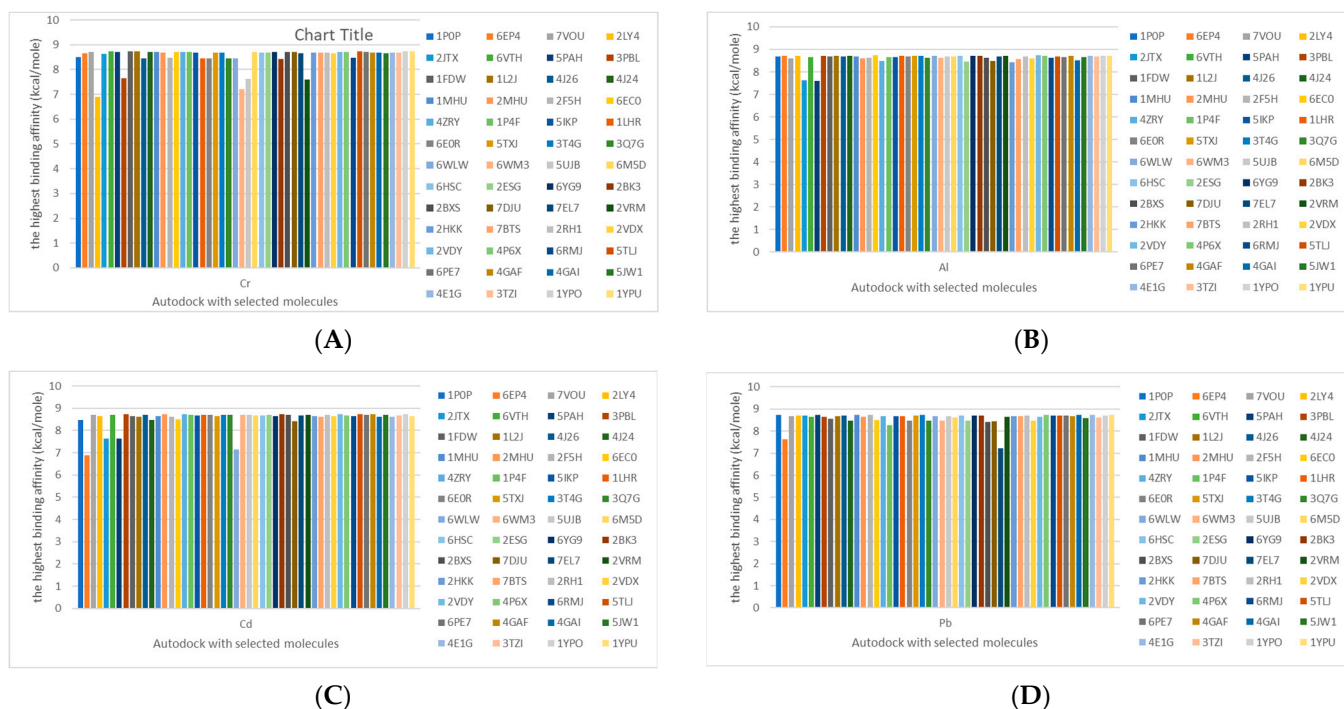 Chart Title
the highest binding affinity (kcal/mole)
10
9
8
7
6
5
4
3
2
1
0
Cr
Autodock with selected molecules
1P0P 6EP4 7VOU 2LY4
2JTX 6VTH 5PAH 3PBL
1FDW 1L2J 4J26 4J24
1MHU 2MHU 2F5H 6EC0
4ZRY 1P4F 5IKP 1LHR
6E0R 5TXJ 3T4G 3Q7G
6WLW 6WM3 5UJB 6M5D
6HSC 2ESG 6YG9 2BK3
2BXS 7DJU 7EL7 2VRM
2HKK 7BTS 2RH1 2VDX
2VDY 4P6X 6RMJ 5TLJ
6PE7 4GAF 4GAI 5JW1
4E1G 3TZI 1YPO 1YPU
(A)
the highest binding affinity (kcal/mole)
10
9
8
7
6
5
4
3
2
1
0
Al
Autodock with selected molecules
1P0P 6EP4 7VOU 2LY4
2JTX 6VTH 5PAH 3PBL
1FDW 1L2J 4J26 4J24
1MHU 2MHU 2F5H 6EC0
4ZRY 1P4F 5IKP 1LHR
6E0R 5TXJ 3T4G 3Q7G
6WLW 6WM3 5UJB 6M5D
6HSC 2ESG 6YG9 2BK3
2BXS 7DJU 7EL7 2VRM
2HKK 7BTS 2RH1 2VDX
2VDY 4P6X 6RMJ 5TLJ
6PE7 4GAF 4GAI 5JW1
4E1G 3TZI 1YPO 1YPU
(B)
the highest binding affinity (kcal/mole)
10
9
8
7
6
5
4
3
2
1
0
Cd
Autodock with selected molecules
1P0P 6EP4 7VOU 2LY4
2JTX 6VTH 5PAH 3PBL
1FDW 1L2J 4J26 4J24
1MHU 2MHU 2F5H 6EC0
4ZRY 1P4F 5IKP 1LHR
6E0R 5TXJ 3T4G 3Q7G
6WLW 6WM3 5UJB 6M5D
6HSC 2ESG 6YG9 2BK3
2BXS 7DJU 7EL7 2VRM
2HKK 7BTS 2RH1 2VDX
2VDY 4P6X 6RMJ 5TLJ
6PE7 4GAF 4GAI 5JW1
4E1G 3TZI 1YPO 1YPU
(C)
the highest binding affinity (kcal/mole)
10
9
8
7
6
5
4
3
2
1
0
Pb
Autodock with selected molecules
1P0P 6EP4 7VOU 2LY4
2JTX 6VTH 5PAH 3PBL
1FDW 1L2J 4J26 4J24
1MHU 2MHU 2F5H 6EC0
4ZRY 1P4F 5IKP 1LHR
6E0R 5TXJ 3T4G 3Q7G
6WLW 6WM3 5UJB 6M5D
6HSC 2ESG 6YG9 2BK3
2BXS 7DJU 7EL7 2VRM
2HKK 7BTS 2RH1 2VDX
2VDY 4P6X 6RMJ 5TLJ
6PE7 4GAF 4GAI 5JW1
4E1G 3TZI 1YPO 1YPU
(D)